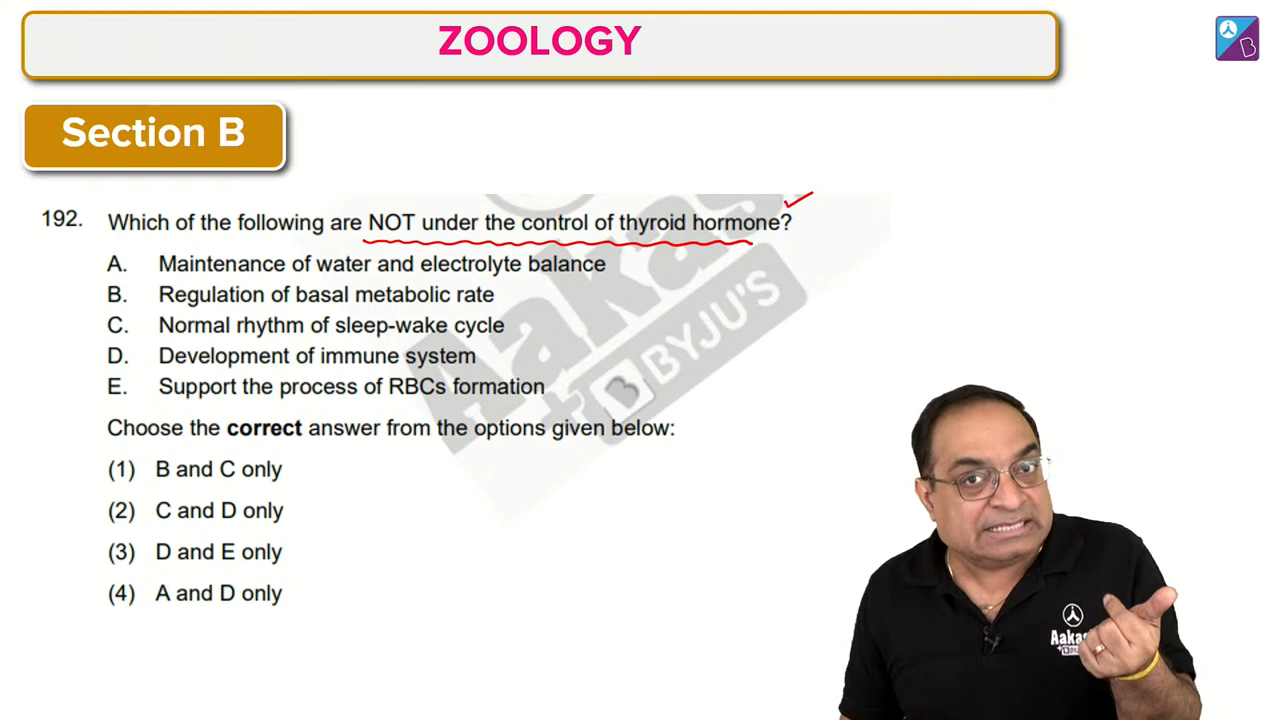 ZOOLOGY
Section B
192. Which of the following are NOT under the control of thyroid hormone?
A. Maintenance of water and electrolyte balance
B. Regulation of basal metabolic rate
C. Normal rhythm of sleep-wake cycle
D. Development of immune system
E. Support the process of RBCs formation
Choose the correct answer from the options given below:
(1) B and C only
(2) C and D only
(3) D and E only
(4) A and D only
Aakash
BYJU'S